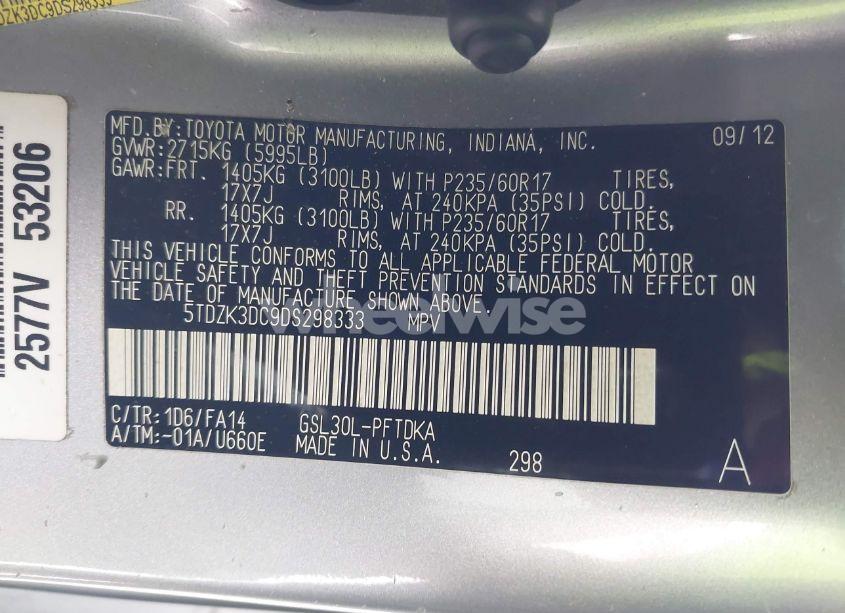 DZK3DC9DS298333
2577V 53206
MFD.BY:TOYOTA MOTOR MANUFACTURING, INDIANA, INC. 09/12
GVWR:2715KG (5995LB)
GAWR:FRT. 1405KG (3100LB) WITH P235/60R17 TIRES,
17X7J RIMS, AT 240KPA (35PSI) COLD.
RR. 1405KG (3100LB) WITH P235/60R17 TIRES,
17X7J RIMS, AT 240KPA (35PSI) COLD.
THIS VEHICLE CONFORMS TO ALL APPLICABLE FEDERAL MOTOR
VEHICLE SAFETY AND THEFT PREVENTION STANDARDS IN EFFECT ON
THE DATE OF MANUFACTURE SHOWN ABOVE.
5TDZK3DC9DS298333 MPV
wheelwise
C/TR:1D6/FA14 GSL30L-PFTDKA
A/TM:-01A/U660E MADE IN U.S.A. 298 A